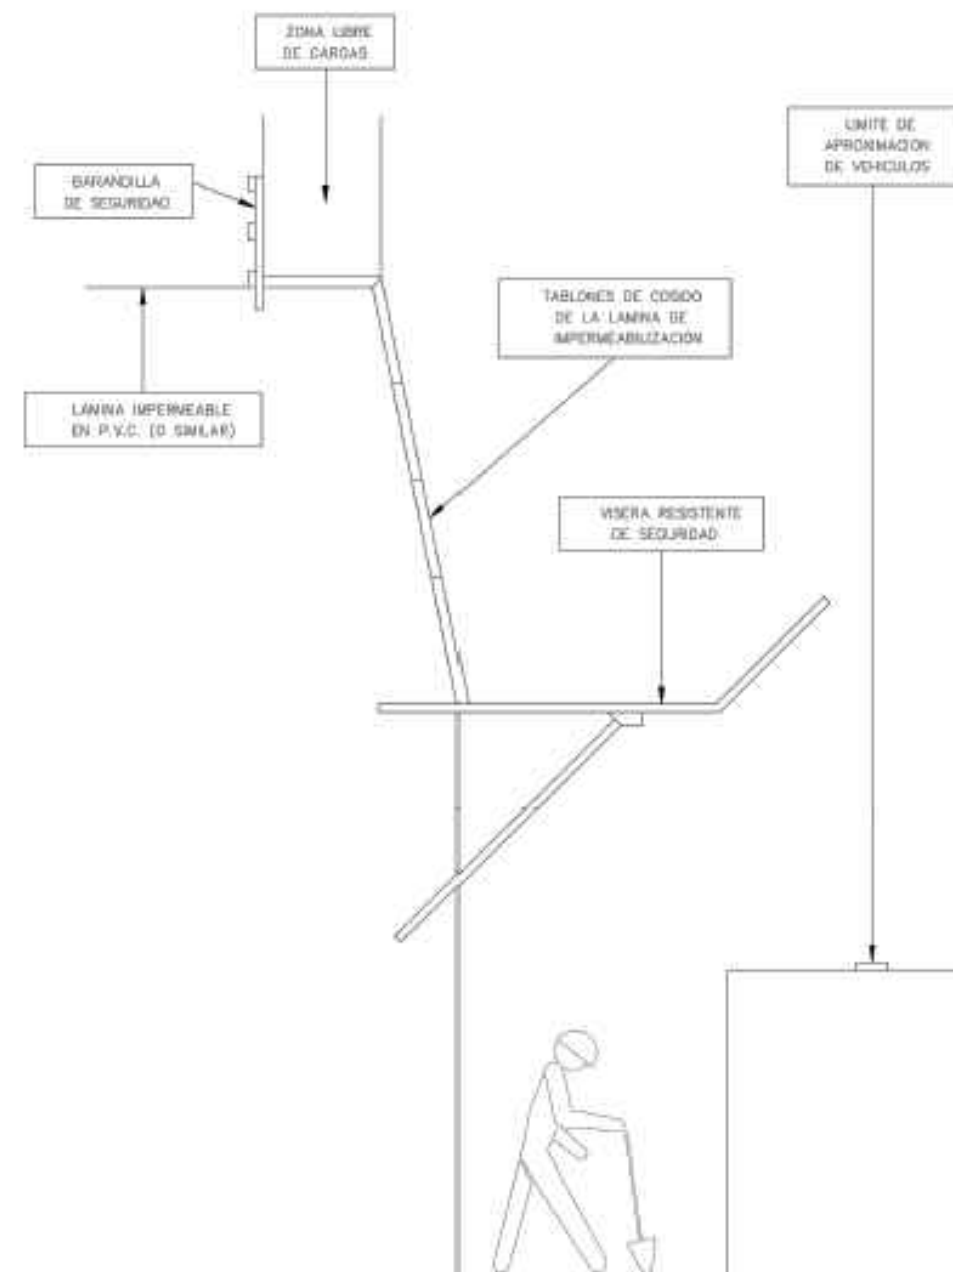 ZONA LIBRE
DE CARGAS
LIMITE DE
APROXIMACION
DE VEHICULOS
BARANDILLA
DE SEGURIDAD
TABLONES DE COSIDO
DE LA LAMINA DE
IMPERMEABILIZACIÓN
LAMINA IMPERMEABLE
EN P.V.C. (O SIMILAR)
VISERA RESISTENTE
DE SEGURIDAD